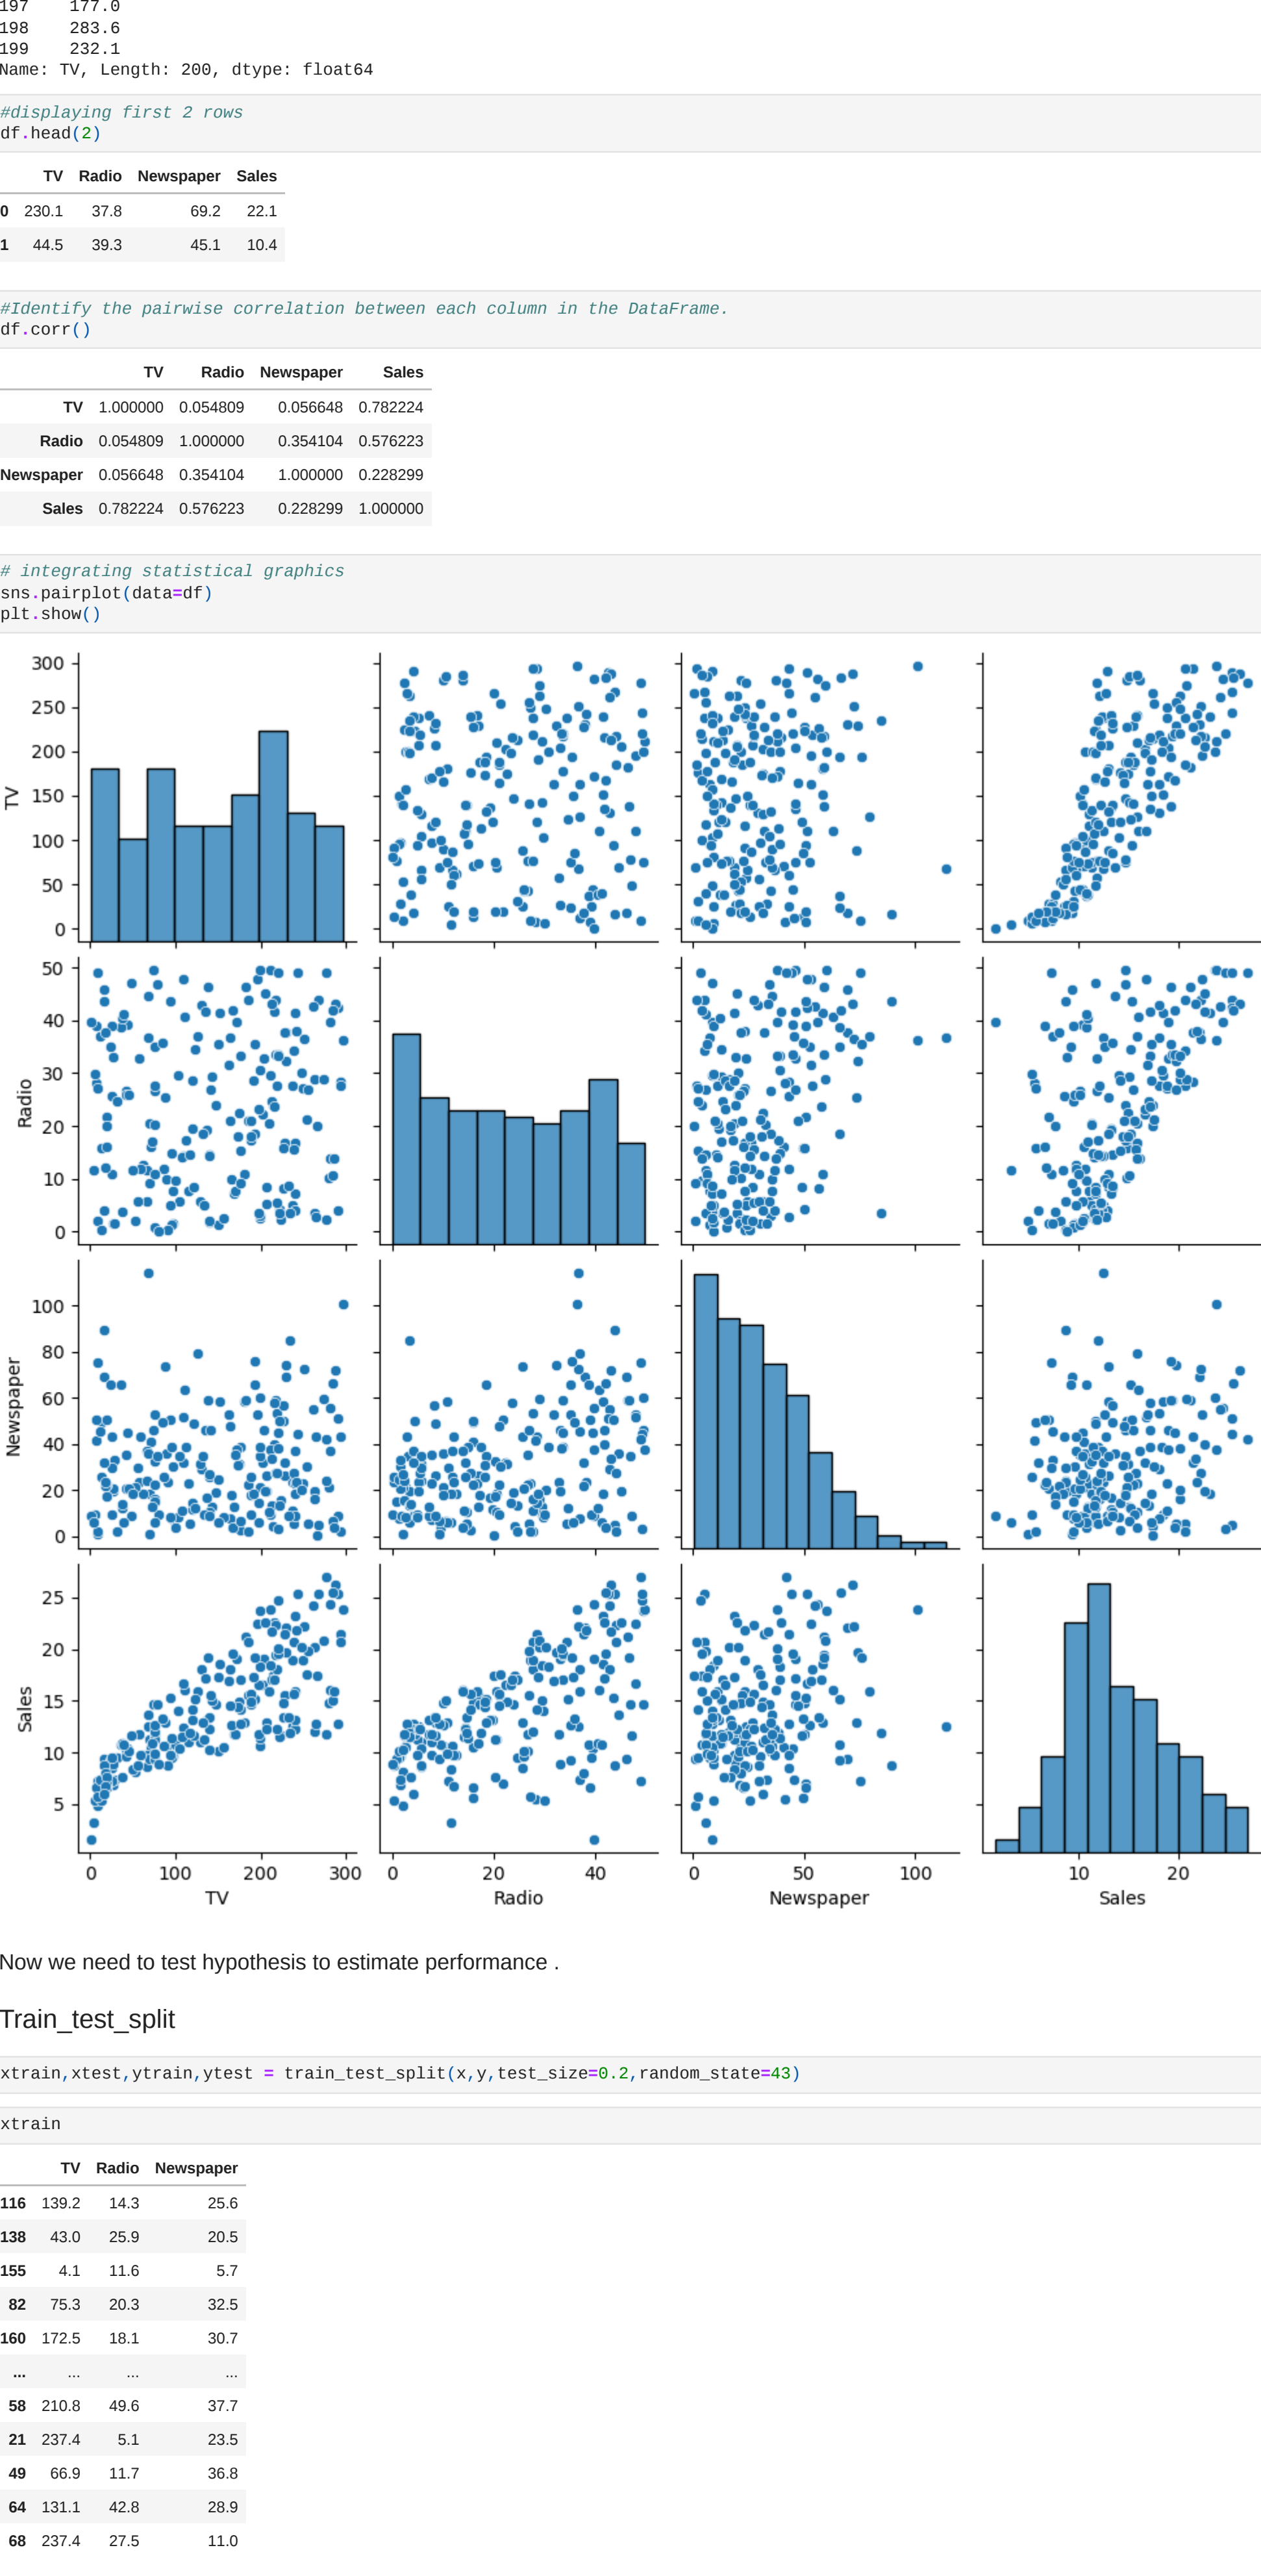 197 177.0
198 283.6
199 232.1
Name: TV, Length: 200, dtype: float64
#displaying first 2 rows
df.head(2)
TV Radio Newspaper Sales
0 230.1 37.8 69.2 22.1
1 44.5 39.3 45.1 10.4
#Identify the pairwise correlation between each column in the DataFrame.
df.corr()
TV Radio Newspaper Sales
TV 1.000000 0.054809 0.056648 0.782224
Radio 0.054809 1.000000 0.354104 0.576223
Newspaper 0.056648 0.354104 1.000000 0.228299
Sales 0.782224 0.576223 0.228299 1.000000
# integrating statistical graphics
sns.pairplot(data=df)
plt.show()
300
250
200
150
100
50
0
TV
50
40
30
20
10
0
Radio
100
80
60
40
20
0
Newspaper
25
20
15
10
5
Sales
0 100 200 300 0 20 40 0 50 100 10 20
TV Radio Newspaper Sales
Now we need to test hypothesis to estimate performance .
Train_test_split
xtrain,xtest,ytrain,ytest = train_test_split(x,y,test_size=0.2,random_state=43)
xtrain
TV Radio Newspaper
116 139.2 14.3 25.6
138 43.0 25.9 20.5
155 4.1 11.6 5.7
82 75.3 20.3 32.5
160 172.5 18.1 30.7
... ... ... ...
58 210.8 49.6 37.7
21 237.4 5.1 23.5
49 66.9 11.7 36.8
64 131.1 42.8 28.9
68 237.4 27.5 11.0